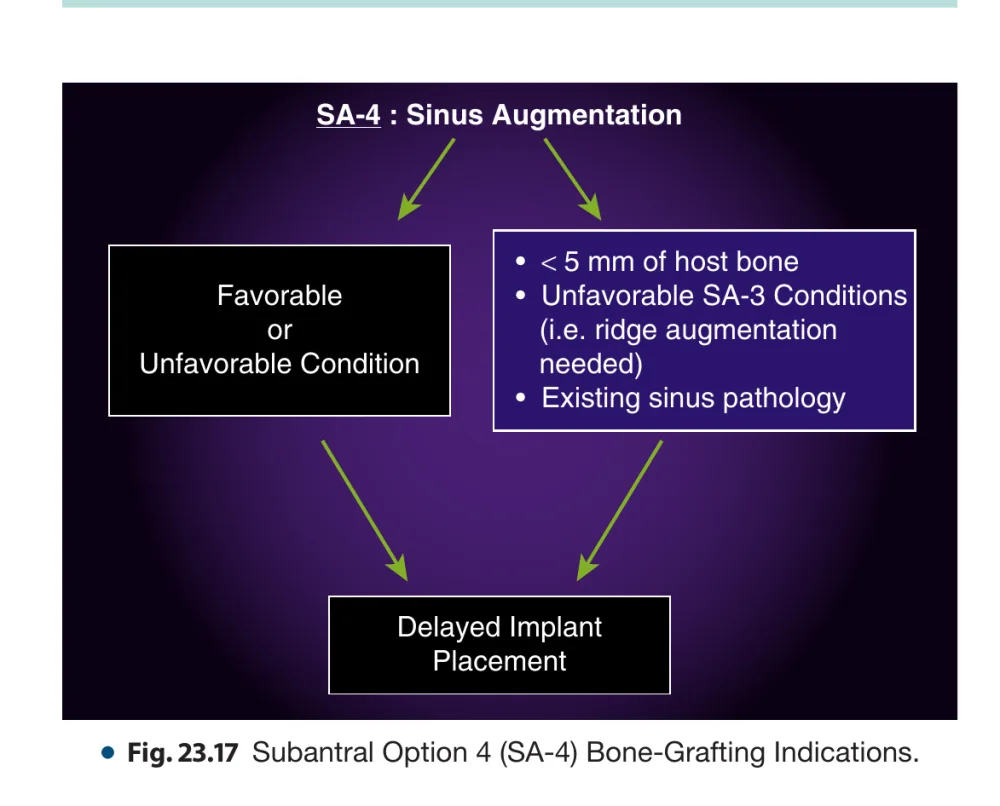 SA-4 : Sinus Augmentation
Favorable
or
Unfavorable Condition
• < 5 mm of host bone
• Unfavorable SA-3 Conditions
(i.e. ridge augmentation
needed)
• Existing sinus pathology
Delayed Implant
Placement
• Fig. 23.17 Subantral Option 4 (SA-4) Bone-Grafting Indications.